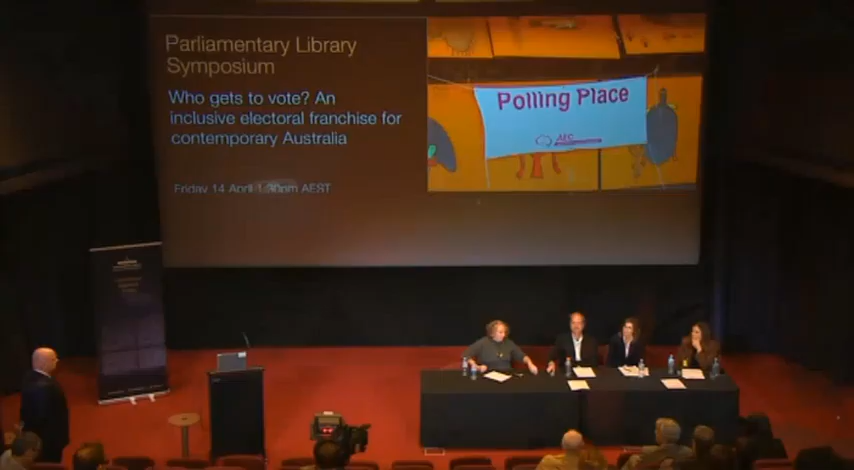 Parliamentary Library
Symposium
Who gets to vote? An
inclusive electoral franchise for
contemporary Australia
Friday 14 April 1:30pm AEST
Polling Place
AEC